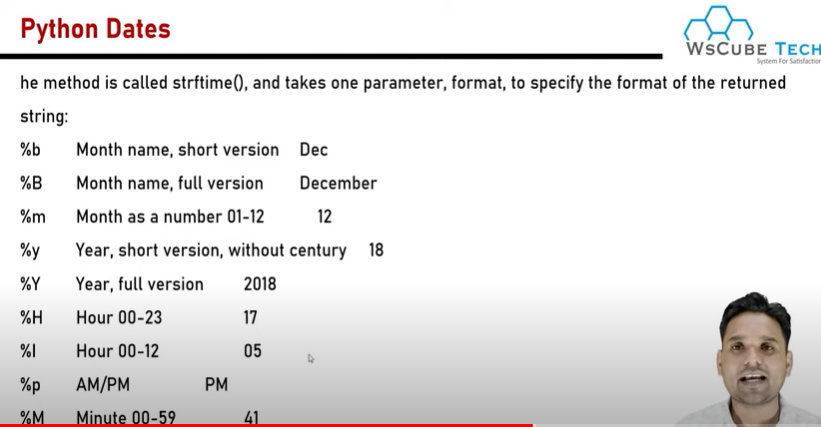 Python Dates
WsCube Tech
System For Satisfaction
he method is called strftime(), and takes one parameter, format, to specify the format of the returned
string:
%b Month name, short version Dec
%B Month name, full version December
%m Month as a number 01-12 12
%y Year, short version, without century 18
%Y Year, full version 2018
%H Hour 00-23 17
%I Hour 00-12 05
%p AM/PM PM
%M Minute 00-59 41